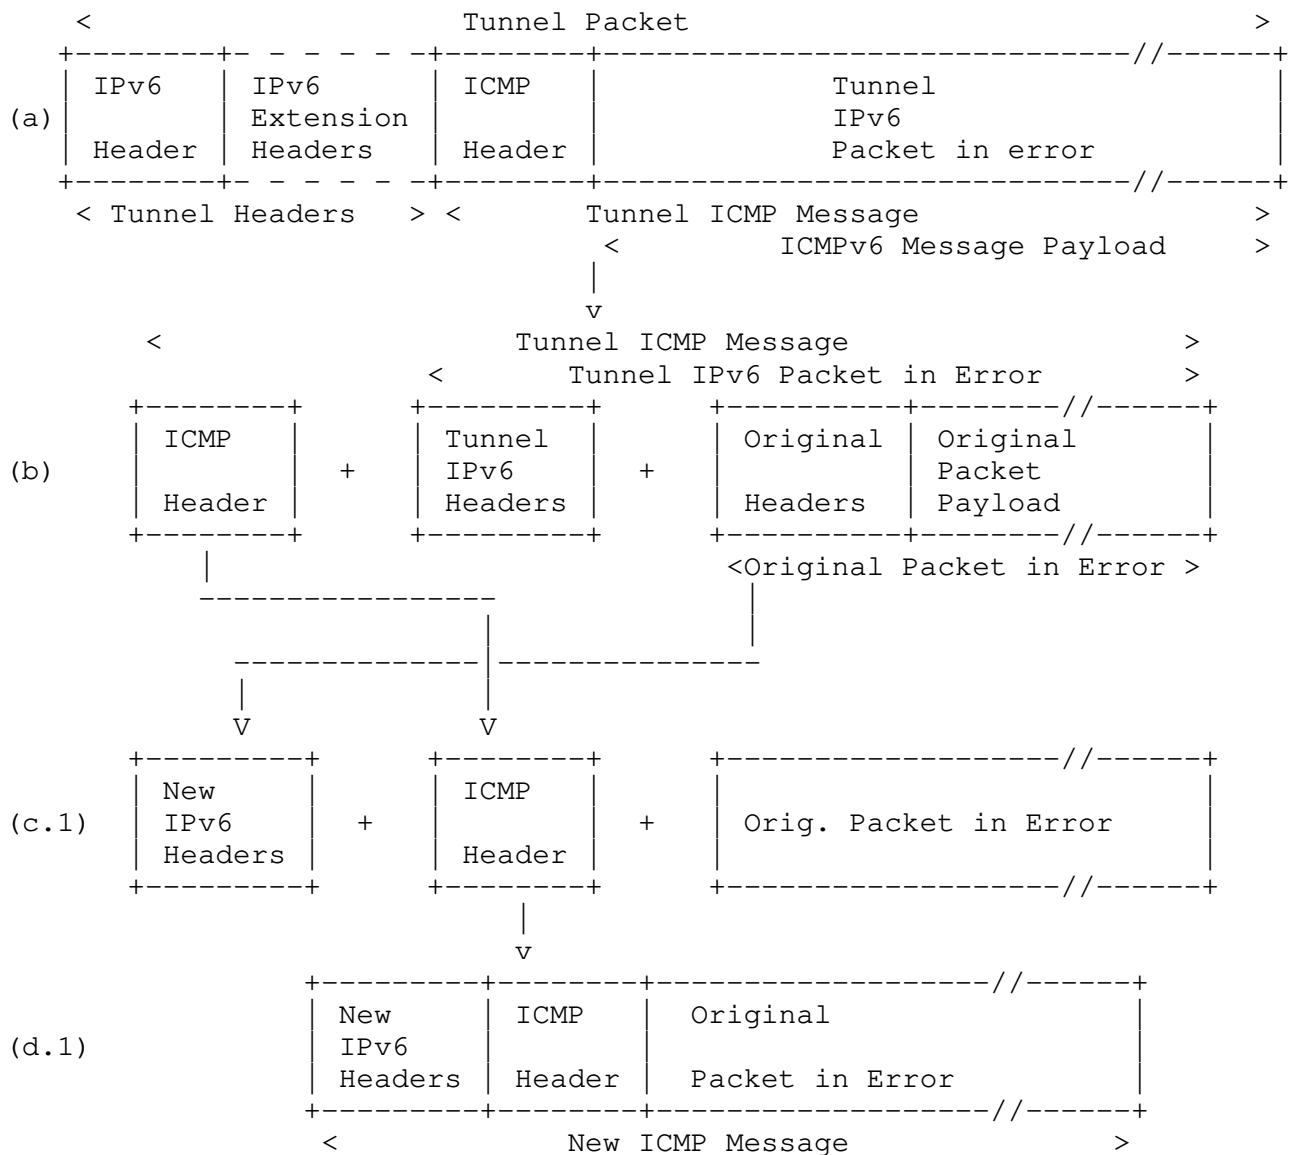 < Tunnel Packet >
+--------+- - - - - -+--------+------------------------------//------+
| IPv6 | IPv6 | ICMP | Tunnel |
(a)| | Extension | | IPv6 |
| Header | Headers | Header | Packet in error |
+--------+- - - - - -+--------+------------------------------//------+
< Tunnel Headers > < Tunnel ICMP Message >
< ICMPv6 Message Payload >
|
v
< Tunnel ICMP Message >
< Tunnel IPv6 Packet in Error >
+--------+ +---------+ +----------+--------//------+
| ICMP | | Tunnel | | Original | Original |
(b) | | + | IPv6 | + | | Packet |
| Header | | Headers | | Headers | Payload |
+--------+ +---------+ +----------+--------//------+
| <Original Packet in Error >
----------------- |
| |
--------------|---------------
| |
V V
+---------+ +--------+ +-------------------//------+
| New | | ICMP | | |
(c.1) | IPv6 | + | | + | Orig. Packet in Error |
| Headers | | Header | | |
+---------+ +--------+ +-------------------//------+
|
v
+---------+--------+-------------------//------+
| New | ICMP | Original |
(d.1) | IPv6 | | |
| Headers | Header | Packet in Error |
+---------+--------+-------------------//------+
< New ICMP Message >